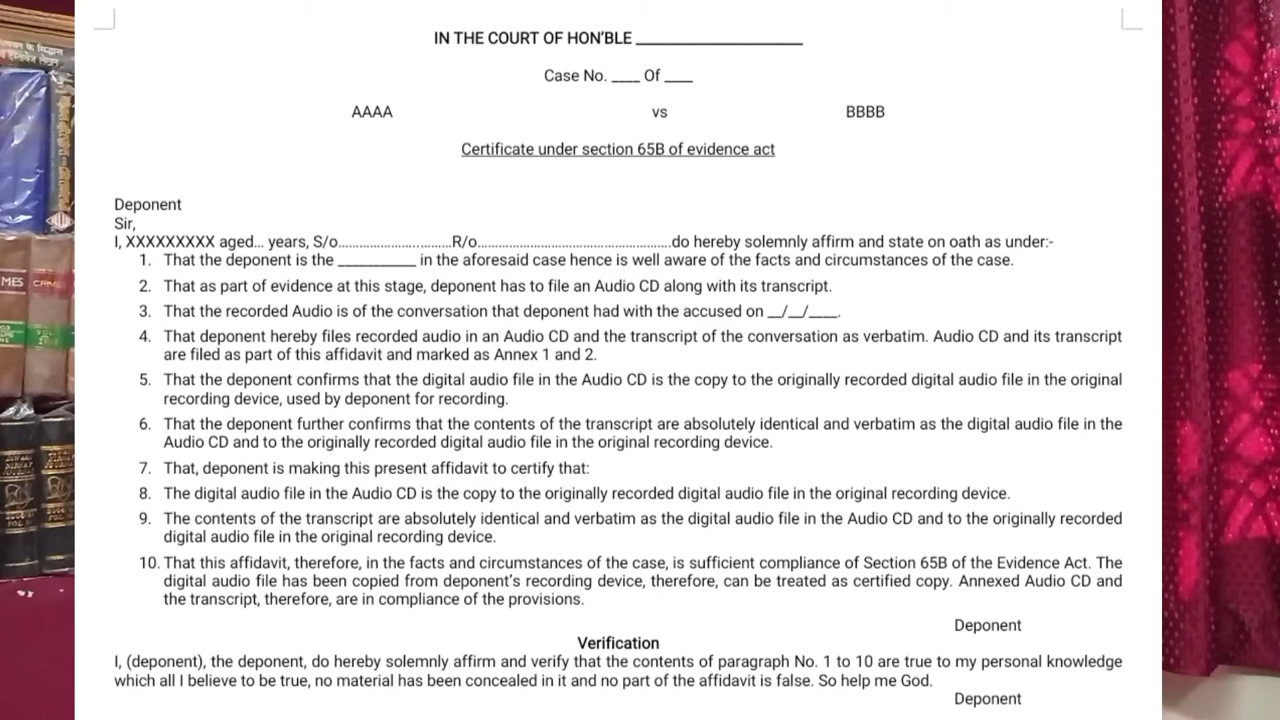 IN THE COURT OF HON'BLE ____________________
Case No. ____ Of ____
AAAA vs BBBB
Certificate under section 65B of evidence act
Deponent
Sir,
I, XXXXXXXXX aged... years, S/o................................R/o.......................................................do hereby solemnly affirm and state on oath as under:-
1. That the deponent is the ___________ in the aforesaid case hence is well aware of the facts and circumstances of the case.
2. That as part of evidence at this stage, deponent has to file an Audio CD along with its transcript.
3. That the recorded Audio is of the conversation that deponent had with the accused on __/__/____.
4. That deponent hereby files recorded audio in an Audio CD and the transcript of the conversation as verbatim. Audio CD and its transcript
are filed as part of this affidavit and marked as Annex 1 and 2.
5. That the deponent confirms that the digital audio file in the Audio CD is the copy to the originally recorded digital audio file in the original
recording device, used by deponent for recording.
6. That the deponent further confirms that the contents of the transcript are absolutely identical and verbatim as the digital audio file in the
Audio CD and to the originally recorded digital audio file in the original recording device.
7. That, deponent is making this present affidavit to certify that:
8. The digital audio file in the Audio CD is the copy to the originally recorded digital audio file in the original recording device.
9. The contents of the transcript are absolutely identical and verbatim as the digital audio file in the Audio CD and to the originally recorded
digital audio file in the original recording device.
10. That this affidavit, therefore, in the facts and circumstances of the case, is sufficient compliance of Section 65B of the Evidence Act. The
digital audio file has been copied from deponent's recording device, therefore, can be treated as certified copy. Annexed Audio CD and
the transcript, therefore, are in compliance of the provisions.
Deponent
Verification
I, (deponent), the deponent, do hereby solemnly affirm and verify that the contents of paragraph No. 1 to 10 are true to my personal knowledge
which all I believe to be true, no material has been concealed in it and no part of the affidavit is false. So help me God.
Deponent